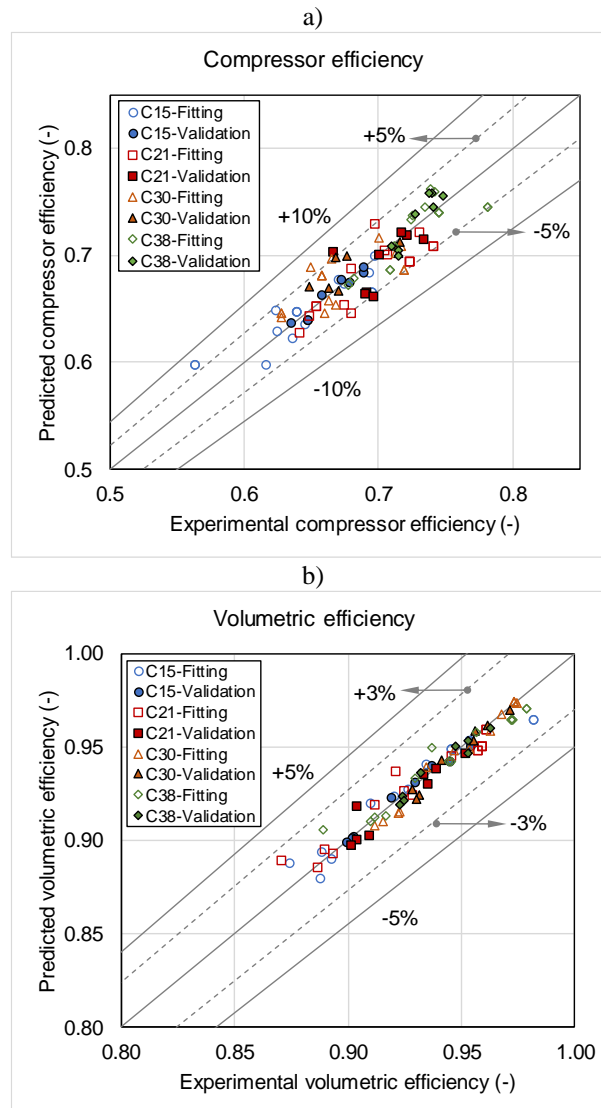 a)
Compressor efficiency
Predicted compressor efficiency (-)
0.8
0.7
0.6
0.5
C15-Fitting
C15-Validation
C21-Fitting
C21-Validation
C30-Fitting
C30-Validation
C38-Fitting
C38-Validation
+5%
+10%
-5%
-10%
0.5
0.6
0.7
0.8
Experimental compressor efficiency (-)
b)
Volumetric efficiency
Predicted volumetric efficiency (-)
1.00
0.95
0.90
0.85
0.80
C15-Fitting
C15-Validation
C21-Fitting
C21-Validation
C30-Fitting
C30-Validation
C38-Fitting
C38-Validation
+3%
+5%
-3%
-5%
0.80
0.85
0.90
0.95
1.00
Experimental volumetric efficiency (-)